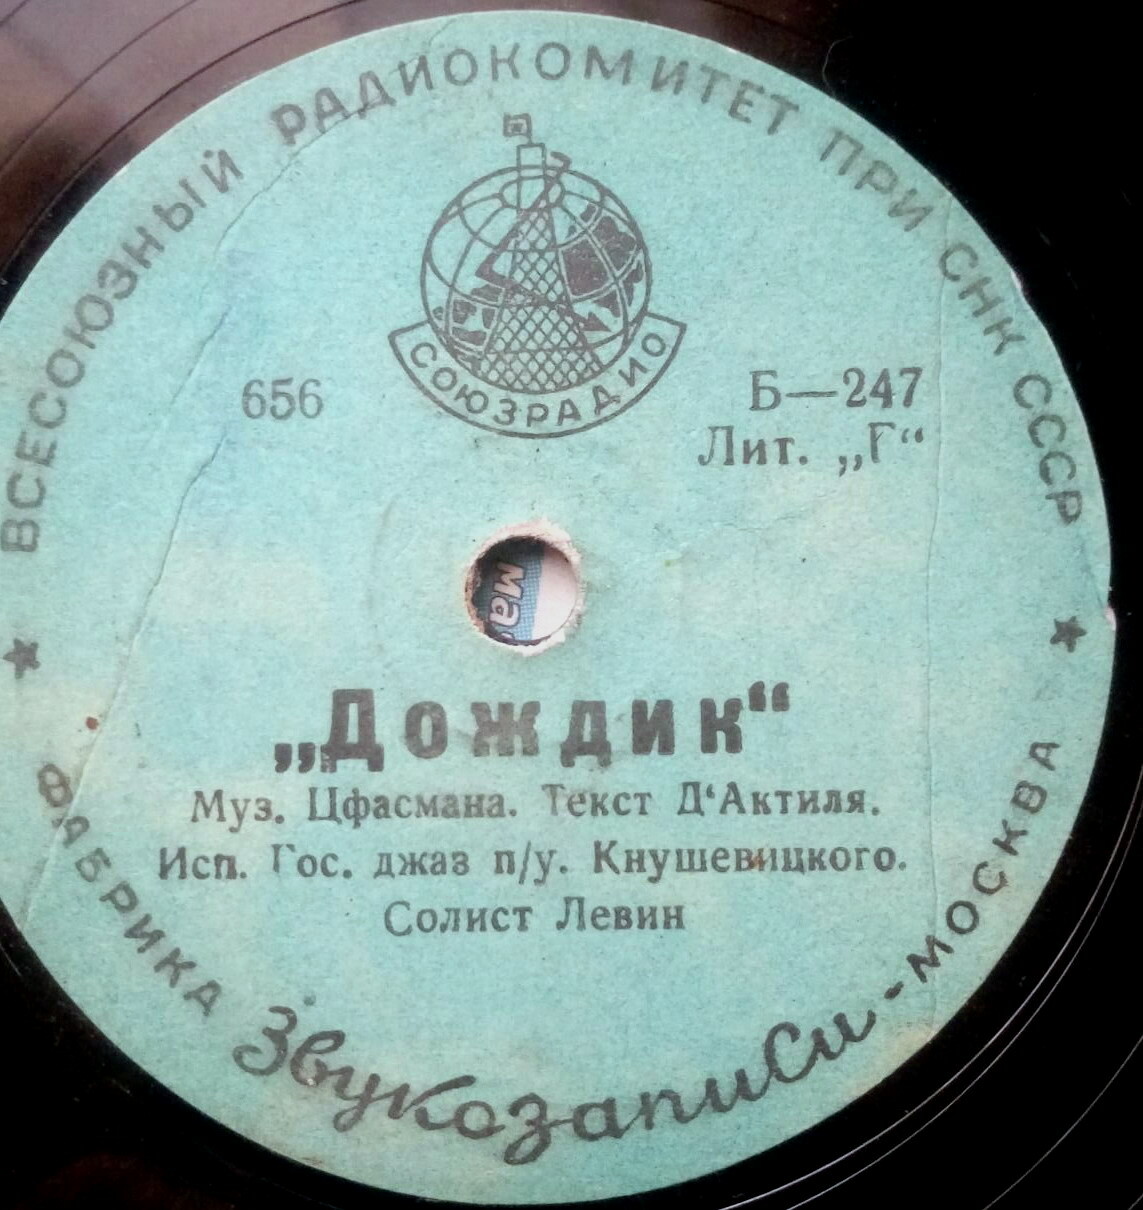 ВСЕСОЮЗНЫЙ РАДИОКОМИТЕТ ПРИ СНК СССР
СОЮЗРАДИО
656
Б—247
Лит. „Г“
ма
„Дождик“
Муз. Цфасмана. Текст Д‘Актиля.
Исп. Гос. джаз п/у. Кнушевицкого.
Солист Левин
ФАБРИКА Звукозаписи-МОСКВА